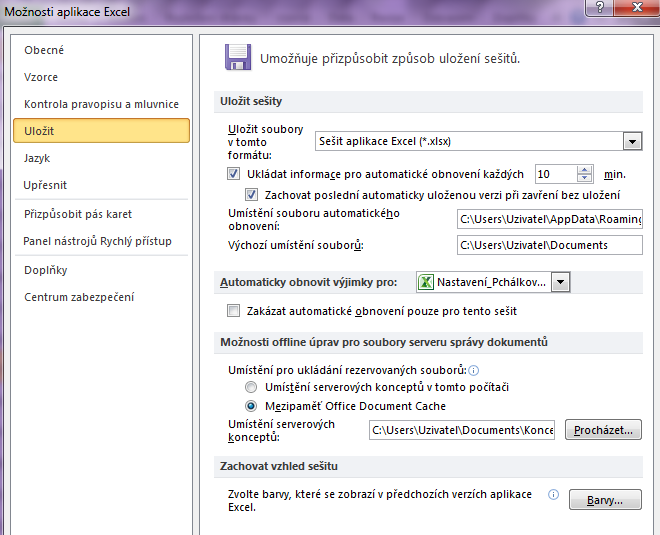 Možnosti aplikace Excel
Obecné
Vzorce
Kontrola pravopisu a mluvnice
Uložit
Jazyk
Upřesnit
Přizpůsobit pás karet
Panel nástrojů Rychlý přístup
Doplňky
Centrum zabezpečení
Umožňuje přizpůsobit způsob uložení sešitů.
Uložit sešity
Uložit soubory
v tomto
formátu:
Sešit aplikace Excel (*.xlsx)
Ukládat informace pro automatické obnovení každých 10 min.
Zachovat poslední automaticky uloženou verzi při zavření bez uložení
Umístění souboru automatického
obnovení:
C:\Users\Uzivatel\AppData\Roaming
Výchozí umístění souborů: C:\Users\Uzivatel\Documents
Automaticky obnovit výjimky pro: Nastavení_Pchálkov...
Zakázat automatické obnovení pouze pro tento sešit
Možnosti offline úprav pro soubory serveru správy dokumentů
Umístění pro ukládání rezervovaných souborů:
Umístění serverových konceptů v tomto počítači
Mezipaměť Office Document Cache
Umístění serverových
konceptů:
C:\Users\Uzivatel\Documents\Konce
Procházet...
Zachovat vzhled sešitu
Zvolte barvy, které se zobrazí v předchozích verzích aplikace
Excel.
Barvy...